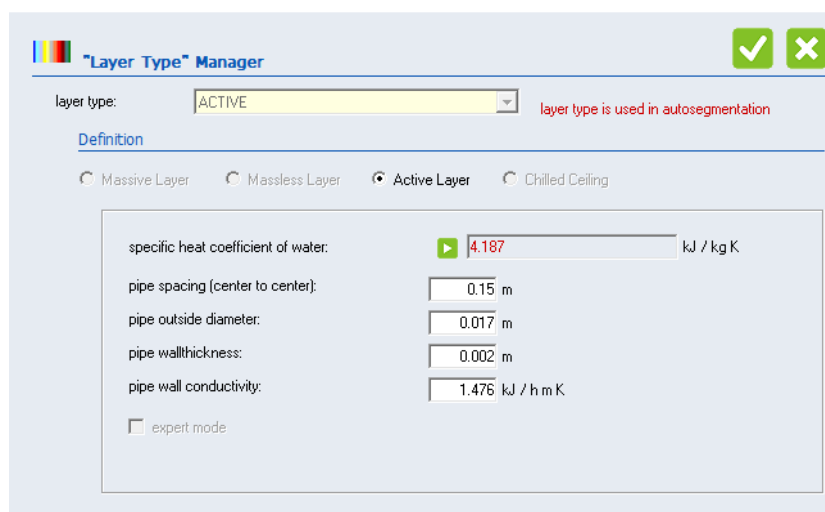 "Layer Type" Manager
layer type: ACTIVE layer type is used in autosegmentation
Definition
Massive Layer Massless Layer Active Layer Chilled Ceiling
specific heat coefficient of water: 4.187 kJ / kg K
pipe spacing (center to center): 0.15 m
pipe outside diameter: 0.017 m
pipe wallthickness: 0.002 m
pipe wall conductivity: 1.476 kJ / h m K
expert mode